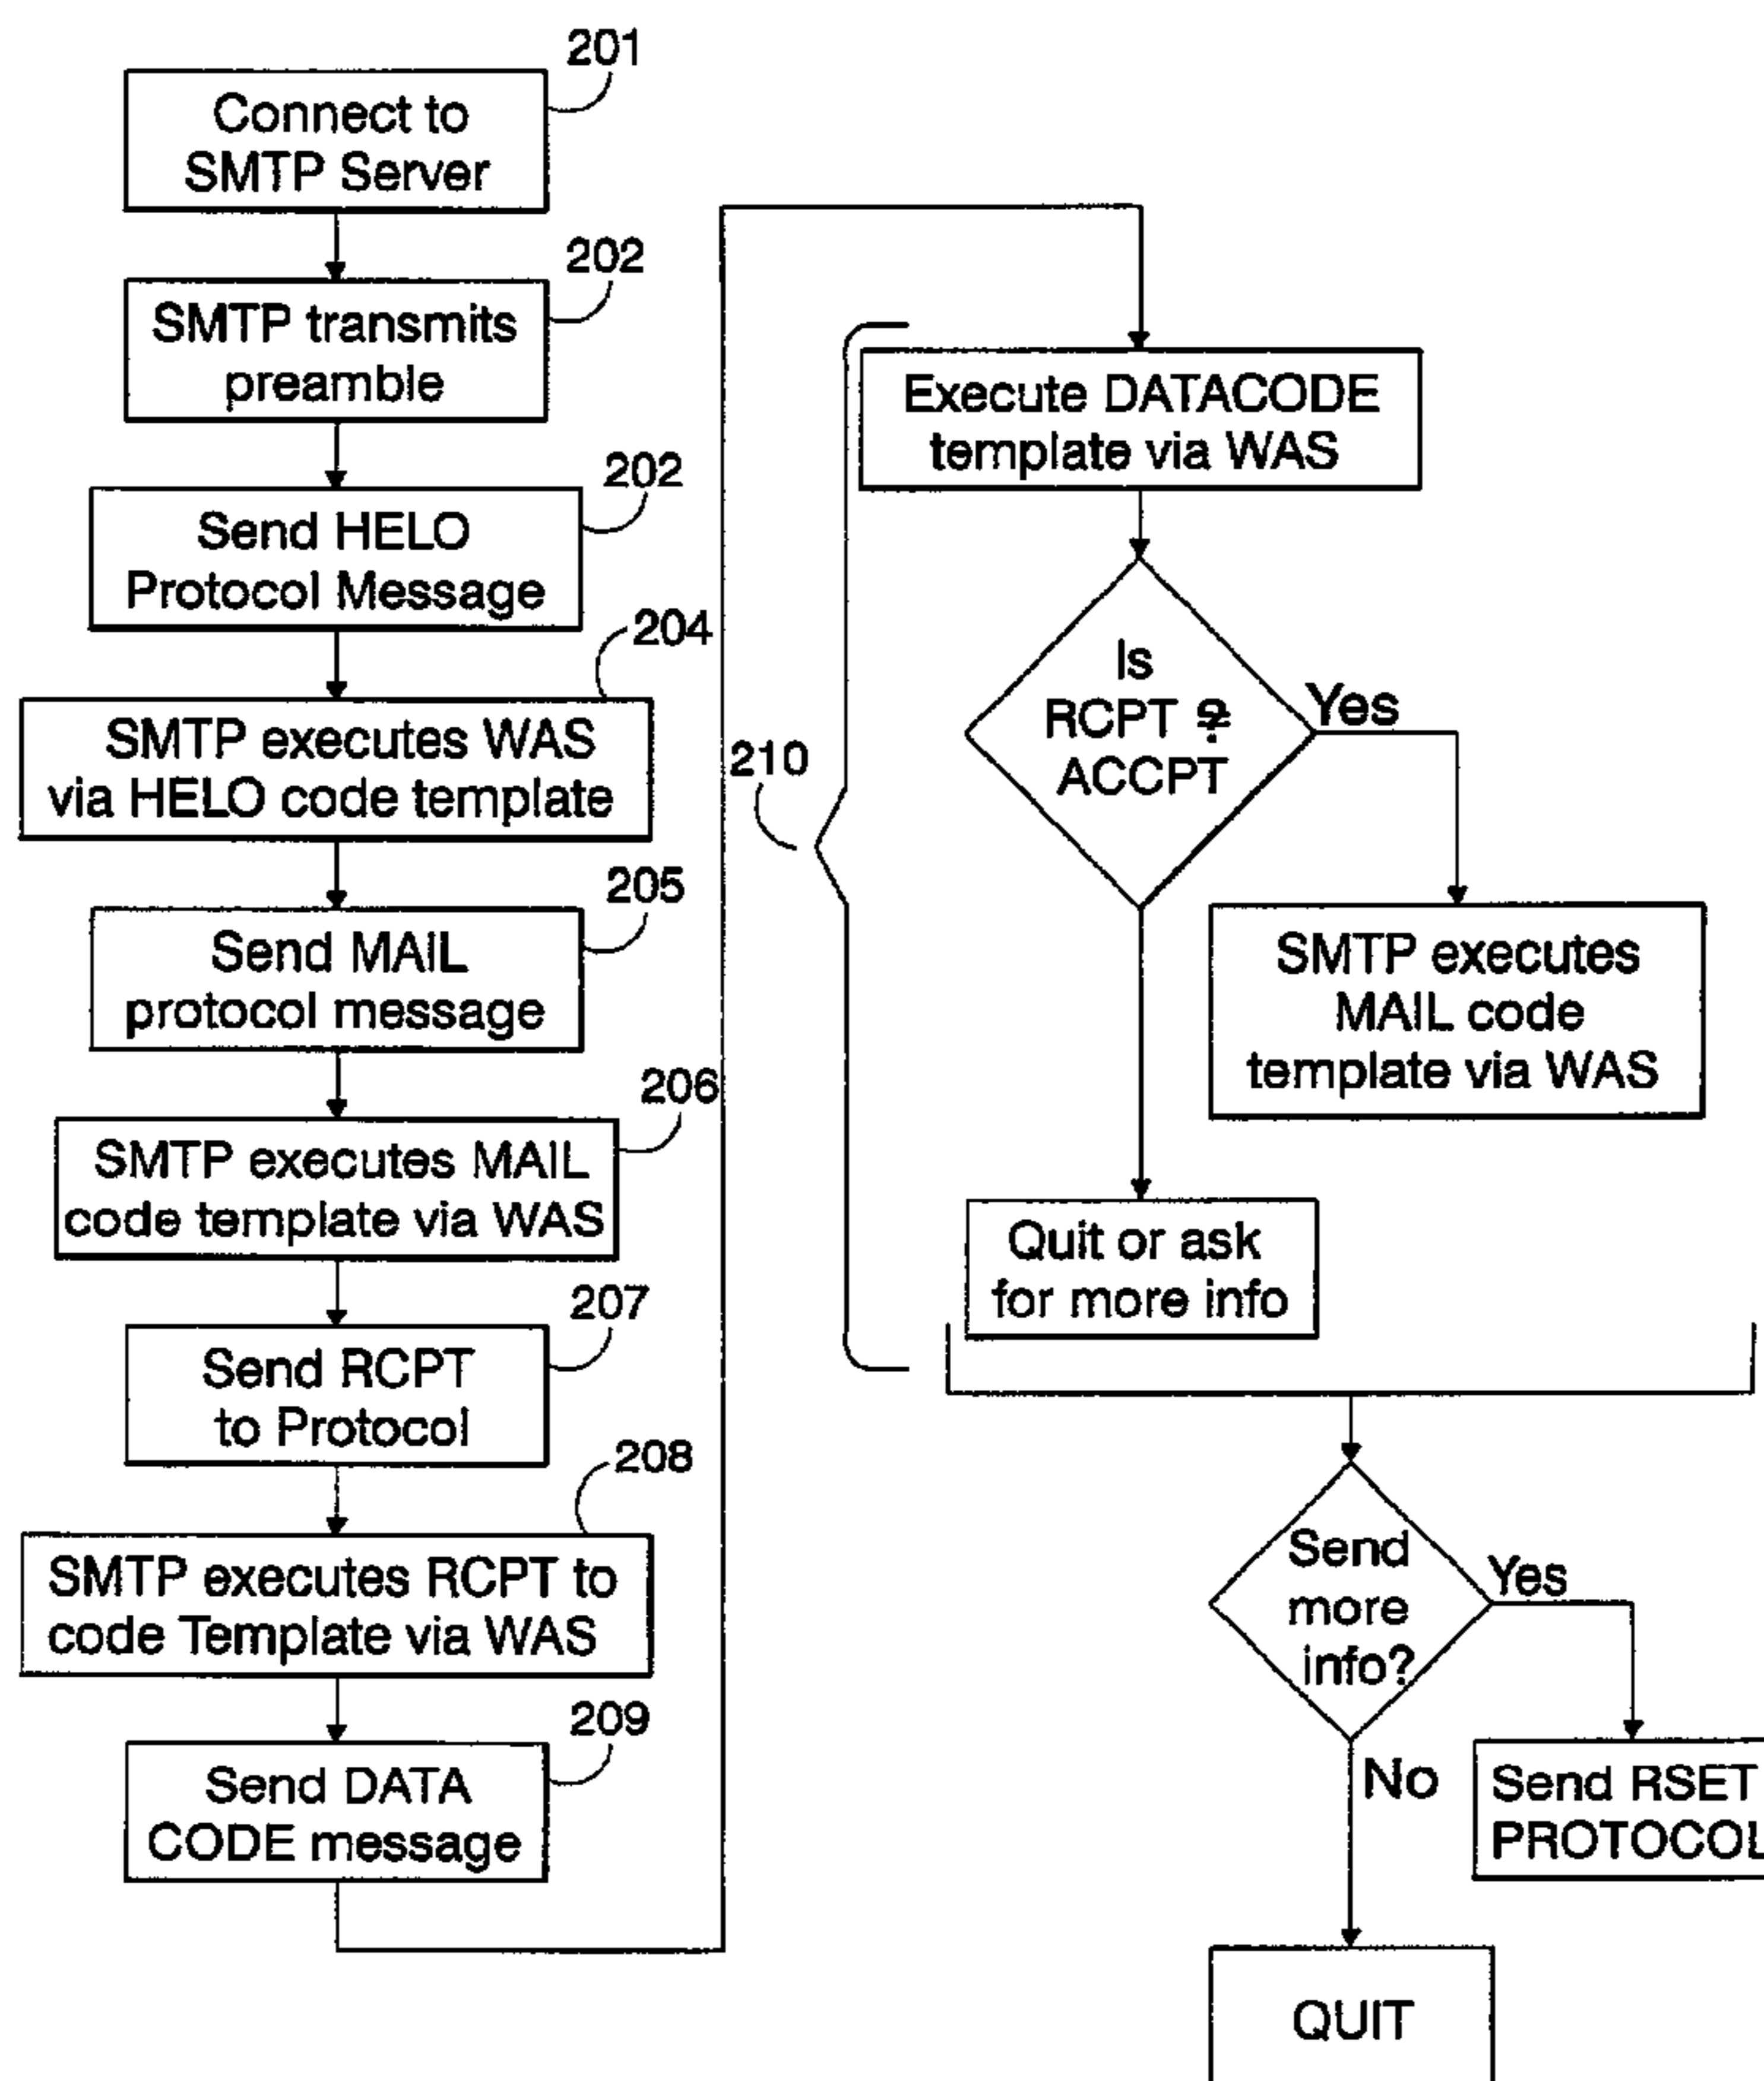 201
Connect to
SMTP Server
202
SMTP transmits
preamble
202
Send HELO
Protocol Message
204
SMTP executes WAS
via HELO code template
205
Send MAIL
protocol message
206
SMTP executes MAIL
code template via WAS
207
Send RCPT
to Protocol
208
SMTP executes RCPT to
code Template via WAS
209
Send DATA
CODE message
210
Execute DATACODE
template via WAS
Is
RCPT ?
ACCPT
Yes
SMTP executes
MAIL code
template via WAS
Quit or ask
for more info
Send
more
info?
Yes
No
Send RSET
PROTOCOL
QUIT